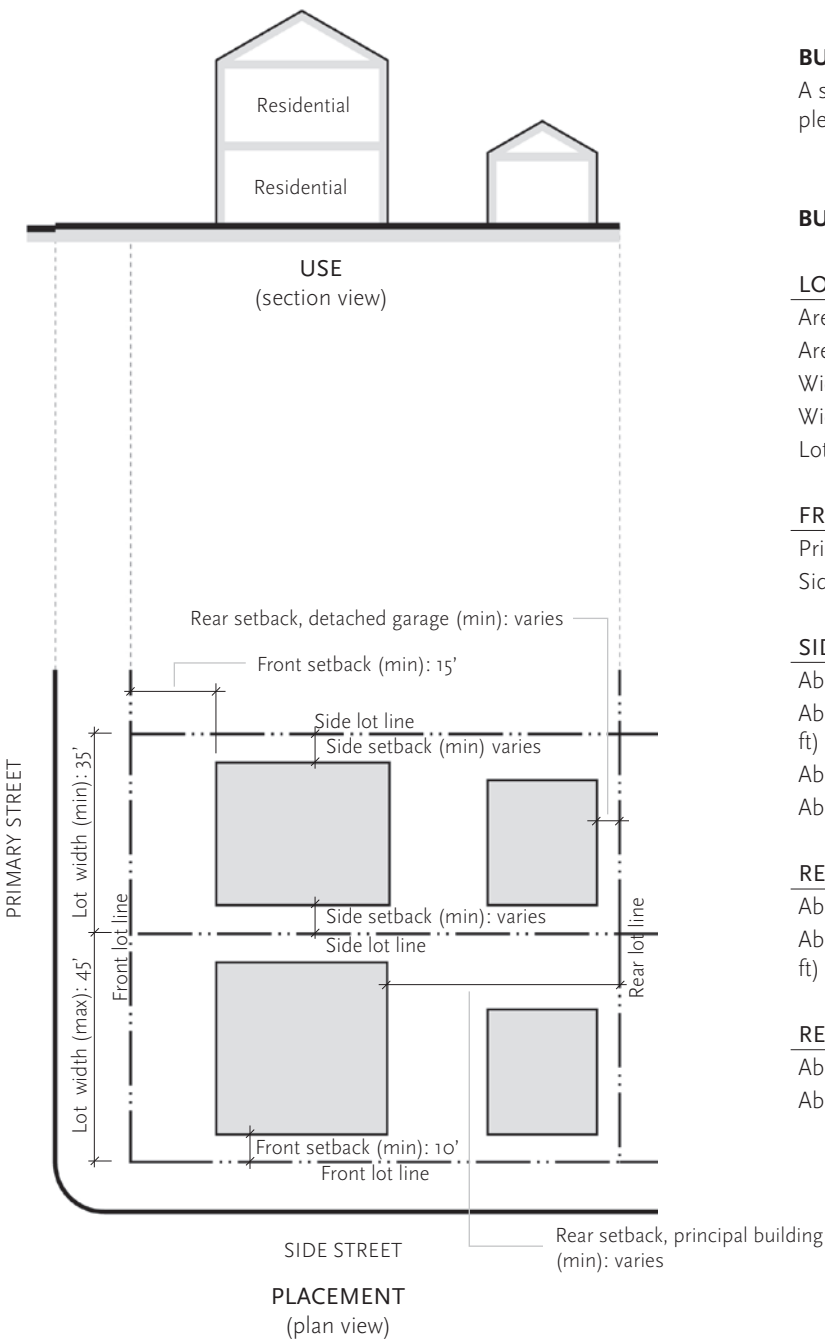 Residential
Residential
USE
(section view)
Rear setback, detached garage (min): varies
Front setback (min): 15'
Side lot line
Side setback (min) varies
Lot width (min): 35'
PRIMARY STREET
Front lot line
Side setback (min): varies
Side lot line
Rear lot line
Lot width (max): 45'
Front setback (min): 10'
Front lot line
SIDE STREET
Rear setback, principal building
(min): varies
PLACEMENT
(plan view)
BU
A s
ple
BU
LO
Are
Are
Wi
Wi
Lot
FR
Pri
Sid
SID
Ab
Ab
ft)
Ab
Ab
RE
Ab
Ab
ft)
RE
Ab
Ab